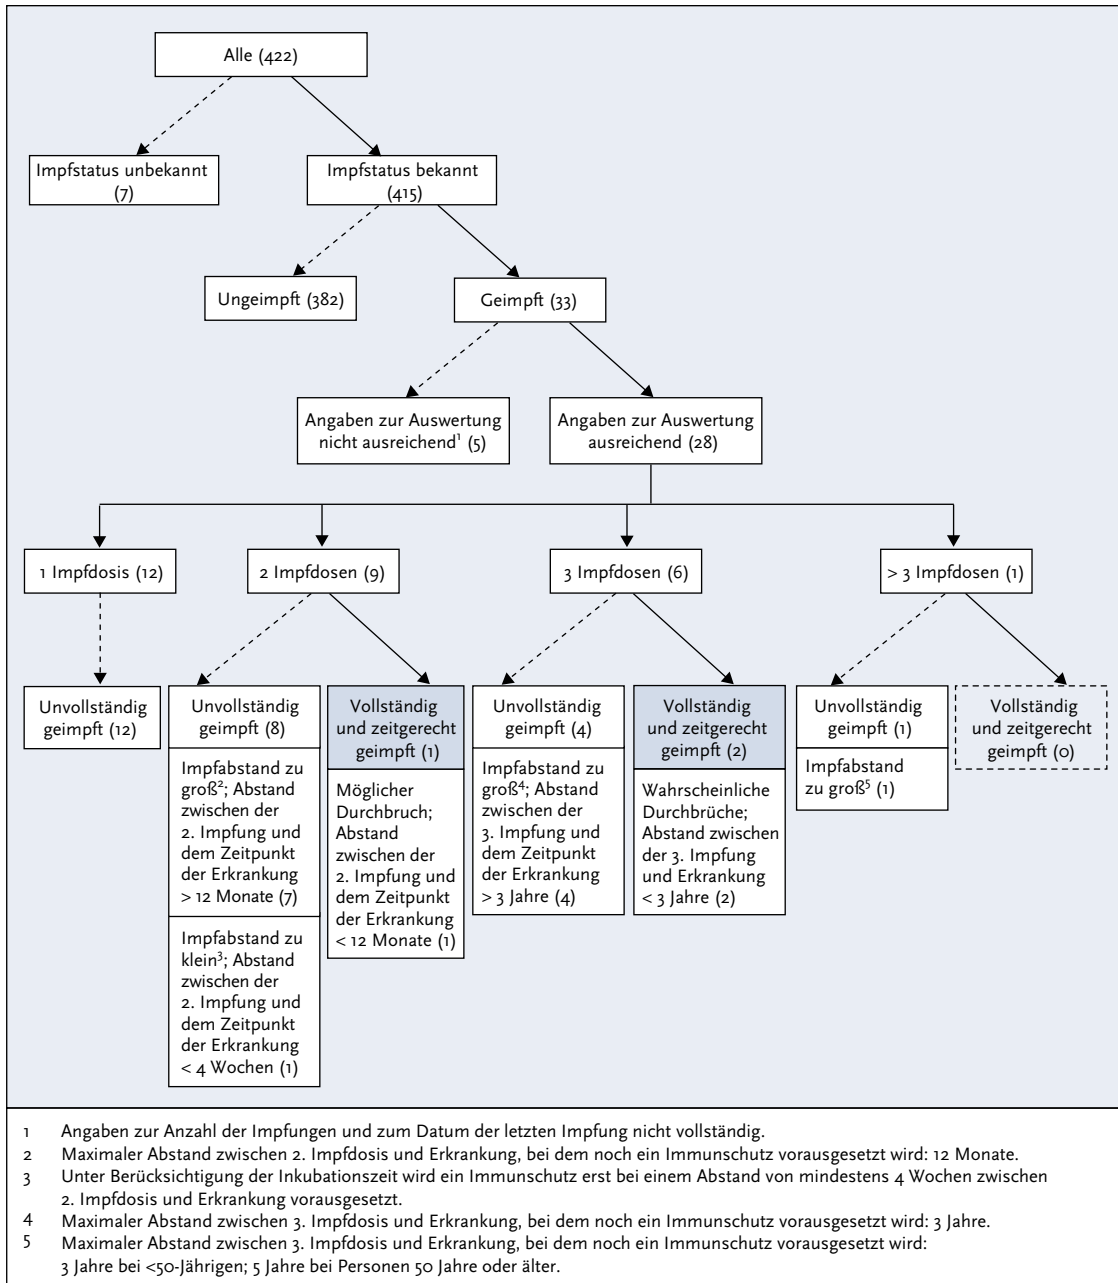 Alle (422)
Impfstatus unbekannt
(7)
Impfstatus bekannt
(415)
Ungeimpft (382)
Geimpft (33)
Angaben zur Auswertung
nicht ausreichend¹ (5)
Angaben zur Auswertung
ausreichend (28)
1 Impfdosis (12)
2 Impfdosen (9)
3 Impfdosen (6)
> 3 Impfdosen (1)
Unvollständig
geimpft (12)
Unvollständig
geimpft (8)
Impfabstand zu
groß²; Abstand
zwischen der
2. Impfung und
dem Zeitpunkt
der Erkrankung
> 12 Monate (7)
Impfabstand zu
klein³; Abstand
zwischen der
2. Impfung und
dem Zeitpunkt
der Erkrankung
< 4 Wochen (1)
Vollständig
und zeitgerecht
geimpft (1)
Möglicher
Durchbruch;
Abstand
zwischen der
2. Impfung und
dem Zeitpunkt
der Erkrankung
< 12 Monate (1)
Unvollständig
geimpft (4)
Impfabstand zu
groß⁴; Abstand
zwischen der
3. Impfung und
dem Zeitpunkt
der Erkrankung
> 3 Jahre (4)
Vollständig
und zeitgerecht
geimpft (2)
Wahrscheinliche
Durchbrüche;
Abstand zwischen
der 3. Impfung
und Erkrankung
< 3 Jahre (2)
Unvollständig
geimpft (1)
Impfabstand
zu groß⁵ (1)
Vollständig
und zeitgerecht
geimpft (0)
1 Angaben zur Anzahl der Impfungen und zum Datum der letzten Impfung nicht vollständig.
2 Maximaler Abstand zwischen 2. Impfdosis und Erkrankung, bei dem noch ein Immunschutz vorausgesetzt wird: 12 Monate.
3 Unter Berücksichtigung der Inkubationszeit wird ein Immunschutz erst bei einem Abstand von mindestens 4 Wochen zwischen
2. Impfdosis und Erkrankung vorausgesetzt.
4 Maximaler Abstand zwischen 3. Impfdosis und Erkrankung, bei dem noch ein Immunschutz vorausgesetzt wird: 3 Jahre.
5 Maximaler Abstand zwischen 3. Impfdosis und Erkrankung, bei dem noch ein Immunschutz vorausgesetzt wird:
3 Jahre bei <50-Jährigen; 5 Jahre bei Personen 50 Jahre oder älter.